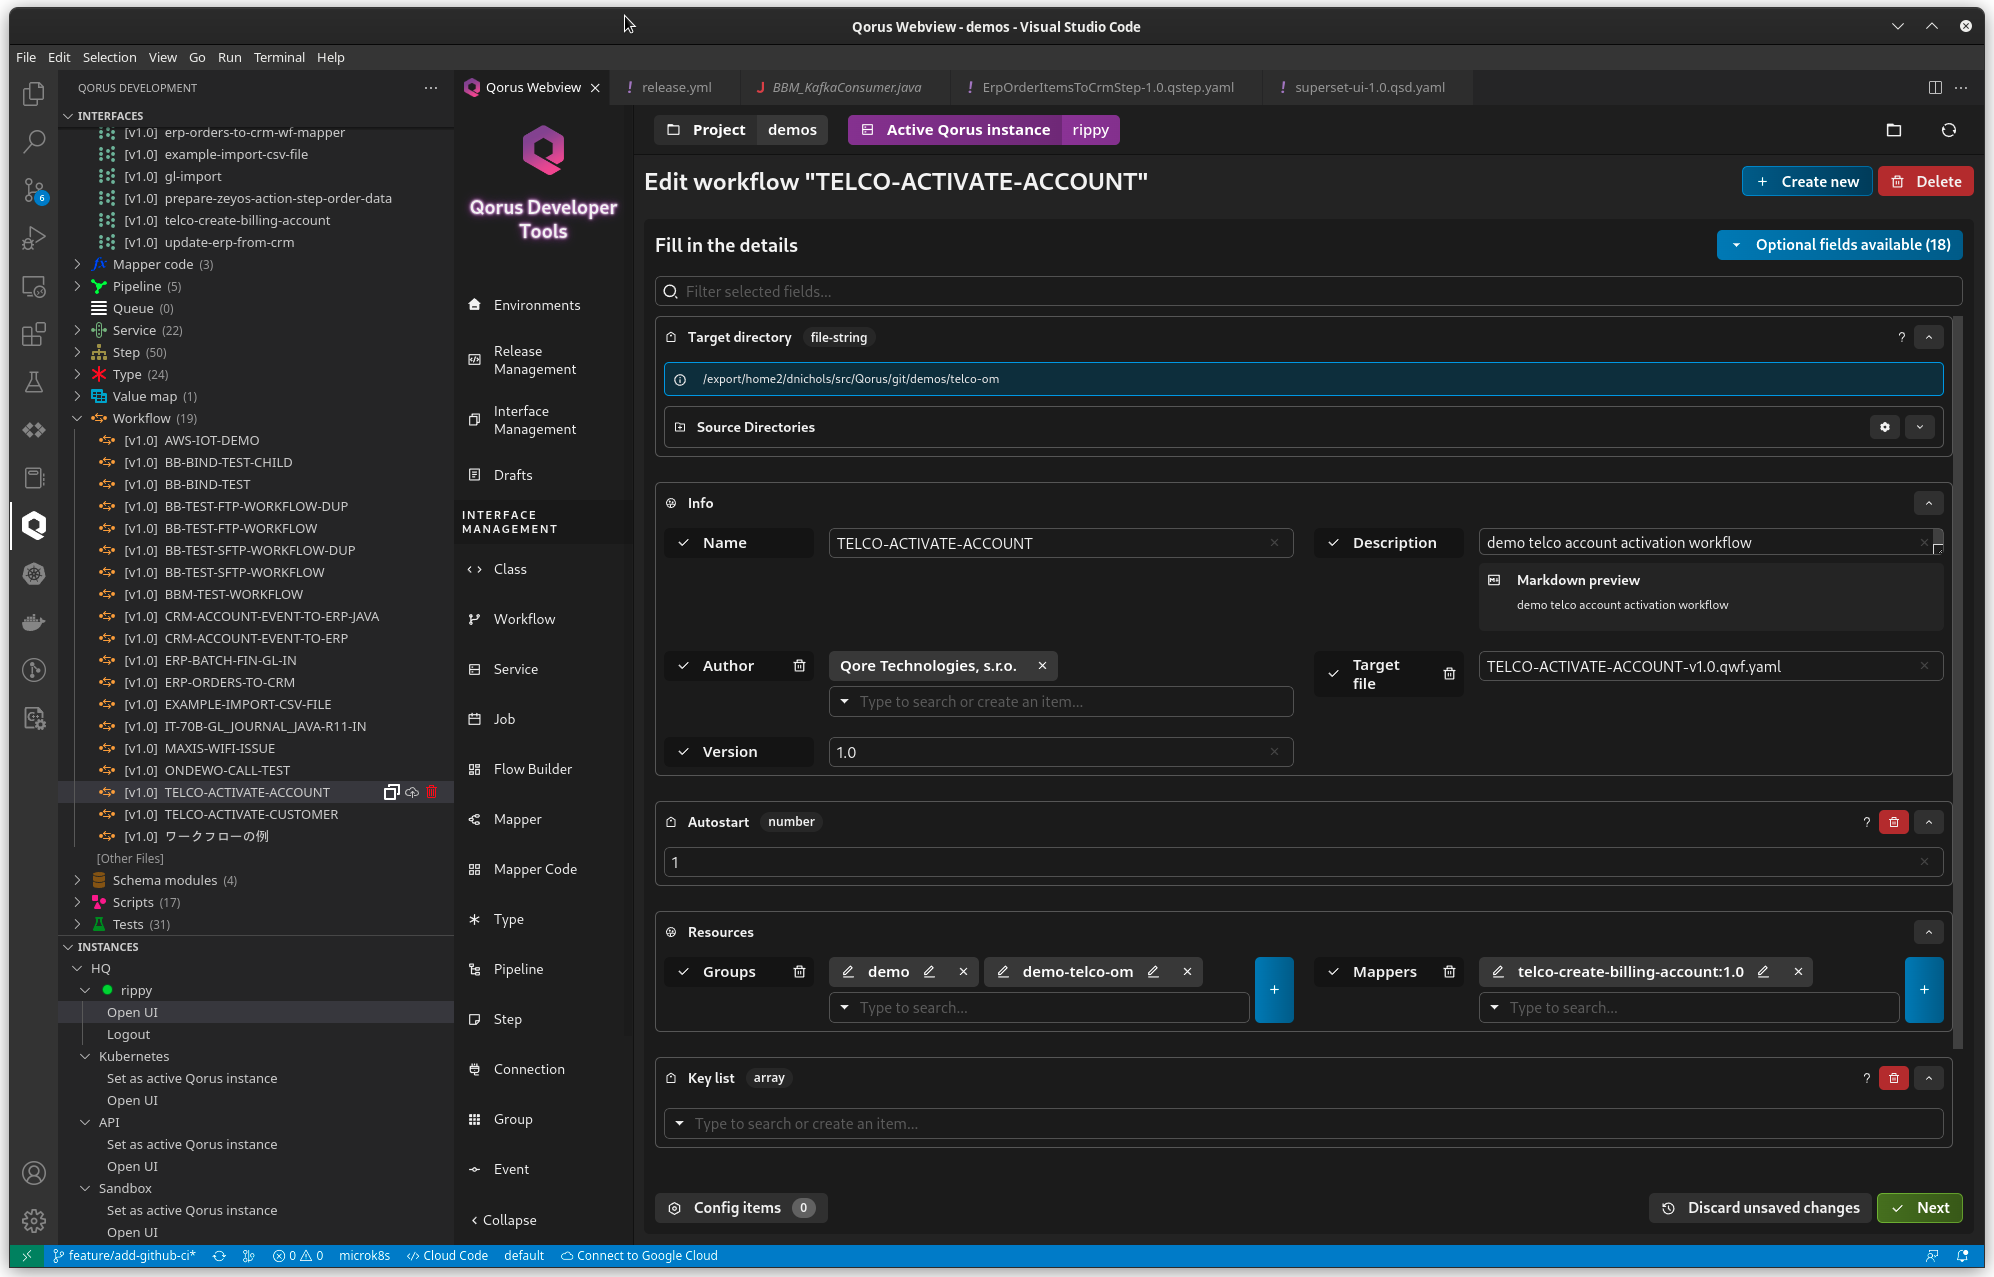 Qorus Webview - demos - Visual Studio Code
File Edit Selection View Go Run Terminal Help
QORUS DEVELOPMENT
Qorus Webview
release.yml
BBM_KafkaConsumer.java
ErpOrderItemsToCrmStep-1.0.qstep.yaml
superset-ui-1.0.qsd.yaml
6
INTERFACES
[v1.0] erp-orders-to-crm-wf-mapper
[v1.0] example-import-csv-file
[v1.0] gl-import
[v1.0] prepare-zeyos-action-step-order-data
[v1.0] telco-create-billing-account
[v1.0] update-erp-from-crm
Mapper code (3)
Pipeline (5)
Queue (0)
Service (22)
Step (50)
Type (24)
Value map (1)
Workflow (19)
[v1.0] AWS-IOT-DEMO
[v1.0] BB-BIND-TEST-CHILD
[v1.0] BB-BIND-TEST
[v1.0] BB-TEST-FTP-WORKFLOW-DUP
[v1.0] BB-TEST-FTP-WORKFLOW
[v1.0] BB-TEST-SFTP-WORKFLOW-DUP
[v1.0] BB-TEST-SFTP-WORKFLOW
[v1.0] BBM-TEST-WORKFLOW
[v1.0] CRM-ACCOUNT-EVENT-TO-ERP-JAVA
[v1.0] CRM-ACCOUNT-EVENT-TO-ERP
[v1.0] ERP-BATCH-FIN-GL-IN
[v1.0] ERP-ORDERS-TO-CRM
[v1.0] EXAMPLE-IMPORT-CSV-FILE
[v1.0] IT-70B-GL_JOURNAL_JAVA-R11-IN
[v1.0] MAXIS-WIFI-ISSUE
[v1.0] ONDEWO-CALL-TEST
[v1.0] TELCO-ACTIVATE-ACCOUNT
[v1.0] TELCO-ACTIVATE-CUSTOMER
[v1.0] ワークフローの例
[Other Files]
Schema modules (4)
Scripts (17)
Tests (31)
INSTANCES
HQ
rippy
Open UI
Logout
Kubernetes
Set as active Qorus instance
Open UI
API
Set as active Qorus instance
Open UI
Sandbox
Set as active Qorus instance
Open UI
Qorus Developer
Tools
Environments
Release
Management
Interface
Management
Drafts
INTERFACE
MANAGEMENT
Class
Workflow
Service
Job
Flow Builder
Mapper
Mapper Code
Type
Pipeline
Step
Connection
Group
Event
Collapse
Project demos
Active Qorus instance rippy
Edit workflow "TELCO-ACTIVATE-ACCOUNT"
Create new
Delete
Fill in the details
Optional fields available (18)
Filter selected fields...
Target directory file-string
?
/export/home2/dnichols/src/Qorus/git/demos/telco-om
Source Directories
Info
Name
TELCO-ACTIVATE-ACCOUNT
Description
demo telco account activation workflow
Markdown preview
demo telco account activation workflow
Author
Qore Technologies, s.r.o.
Type to search or create an item...
Target
file
TELCO-ACTIVATE-ACCOUNT-v1.0.qwf.yaml
Version
1.0
Autostart number
?
1
Resources
Groups
demo
demo-telco-om
Type to search...
+
Mappers
telco-create-billing-account:1.0
Type to search...
+
Key list array
?
Type to search or create an item...
Config items 0
Discard unsaved changes
Next
feature/add-github-ci* 0 0 microk8s Cloud Code default Connect to Google Cloud